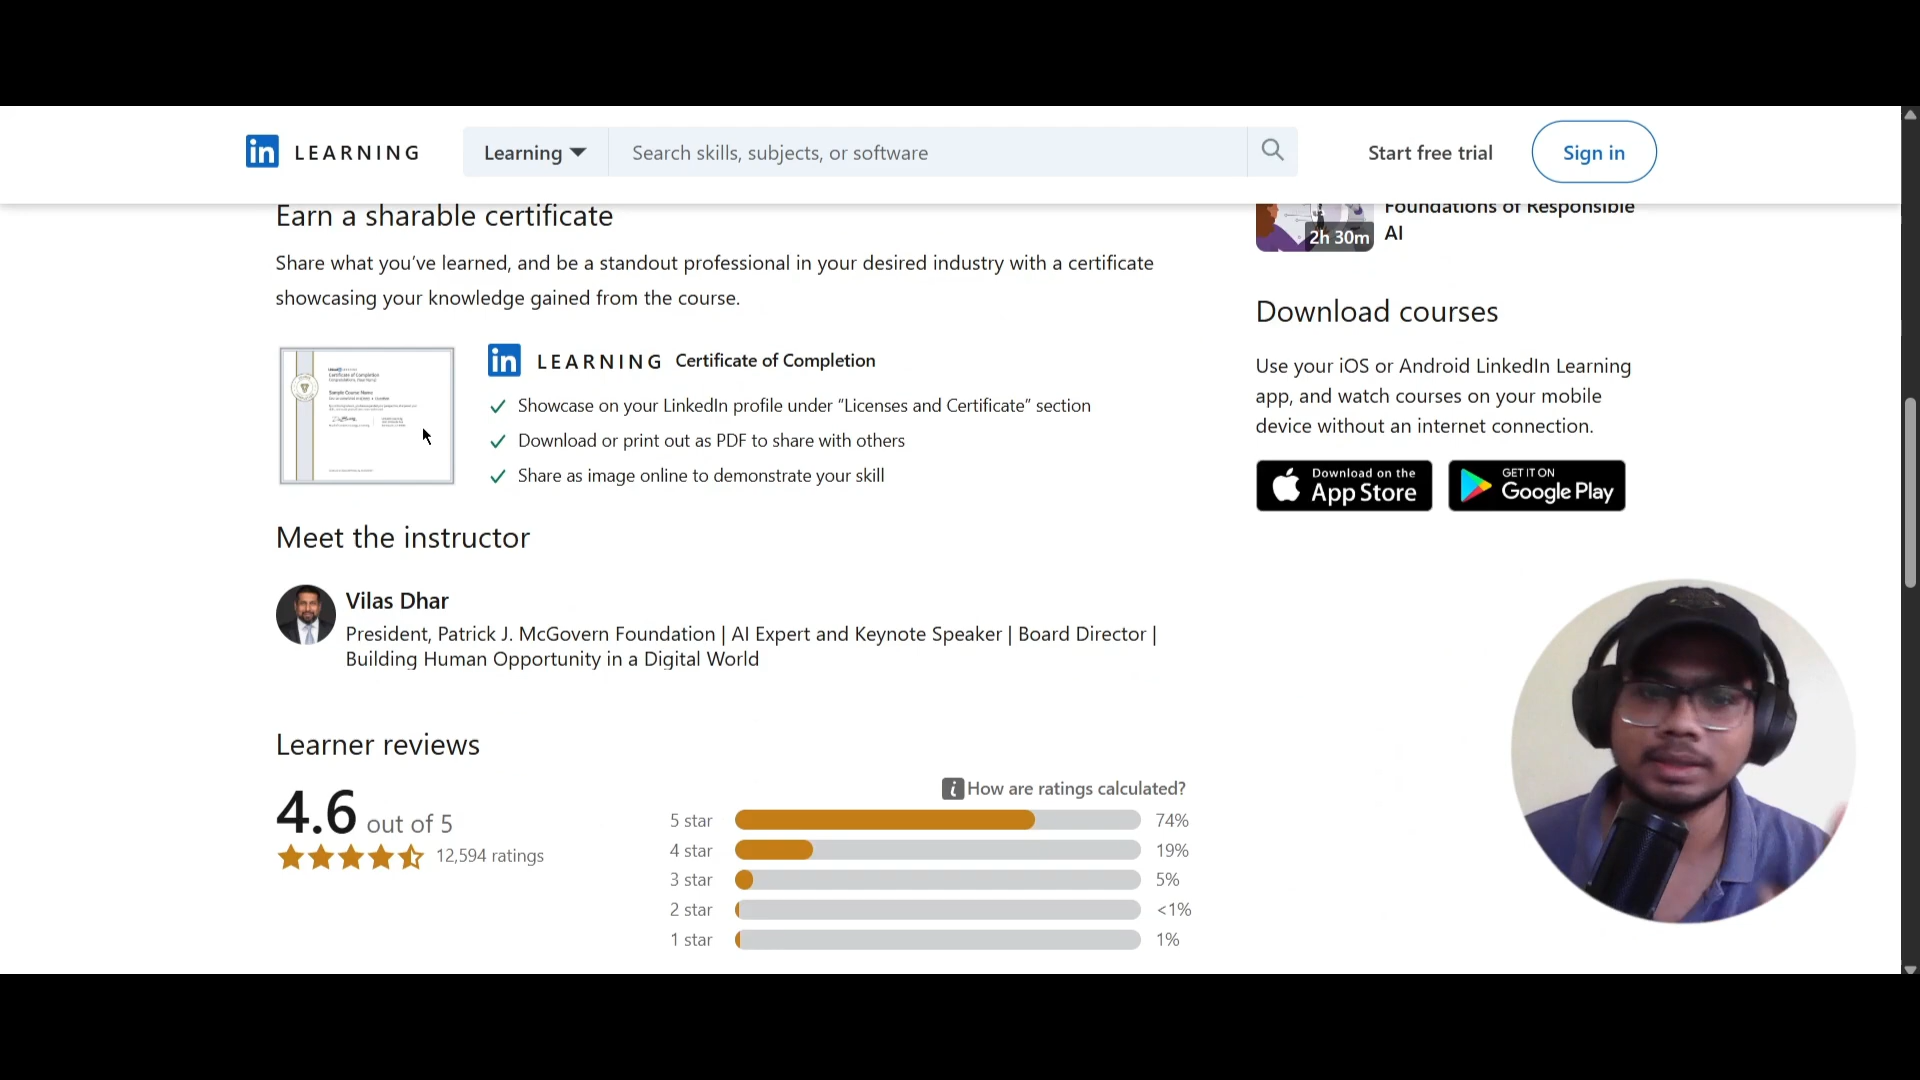 in LEARNING
Learning
Search skills, subjects, or software
Start free trial
Sign in
Earn a sharable certificate
Share what you’ve learned, and be a standout professional in your desired industry with a certificate
showcasing your knowledge gained from the course.
in LEARNING Certificate of Completion
Showcase on your LinkedIn profile under “Licenses and Certificate” section
Download or print out as PDF to share with others
Share as image online to demonstrate your skill
Certificate of Completion
Sample Course Name
Meet the instructor
Vilas Dhar
President, Patrick J. McGovern Foundation | AI Expert and Keynote Speaker | Board Director |
Building Human Opportunity in a Digital World
Learner reviews
4.6 out of 5
12,594 ratings
How are ratings calculated?
5 star 74%
4 star 19%
3 star 5%
2 star <1%
1 star 1%
2h 30m
Foundations of Responsible
AI
Download courses
Use your iOS or Android LinkedIn Learning
app, and watch courses on your mobile
device without an internet connection.
Download on the
App Store
GET IT ON
Google Play